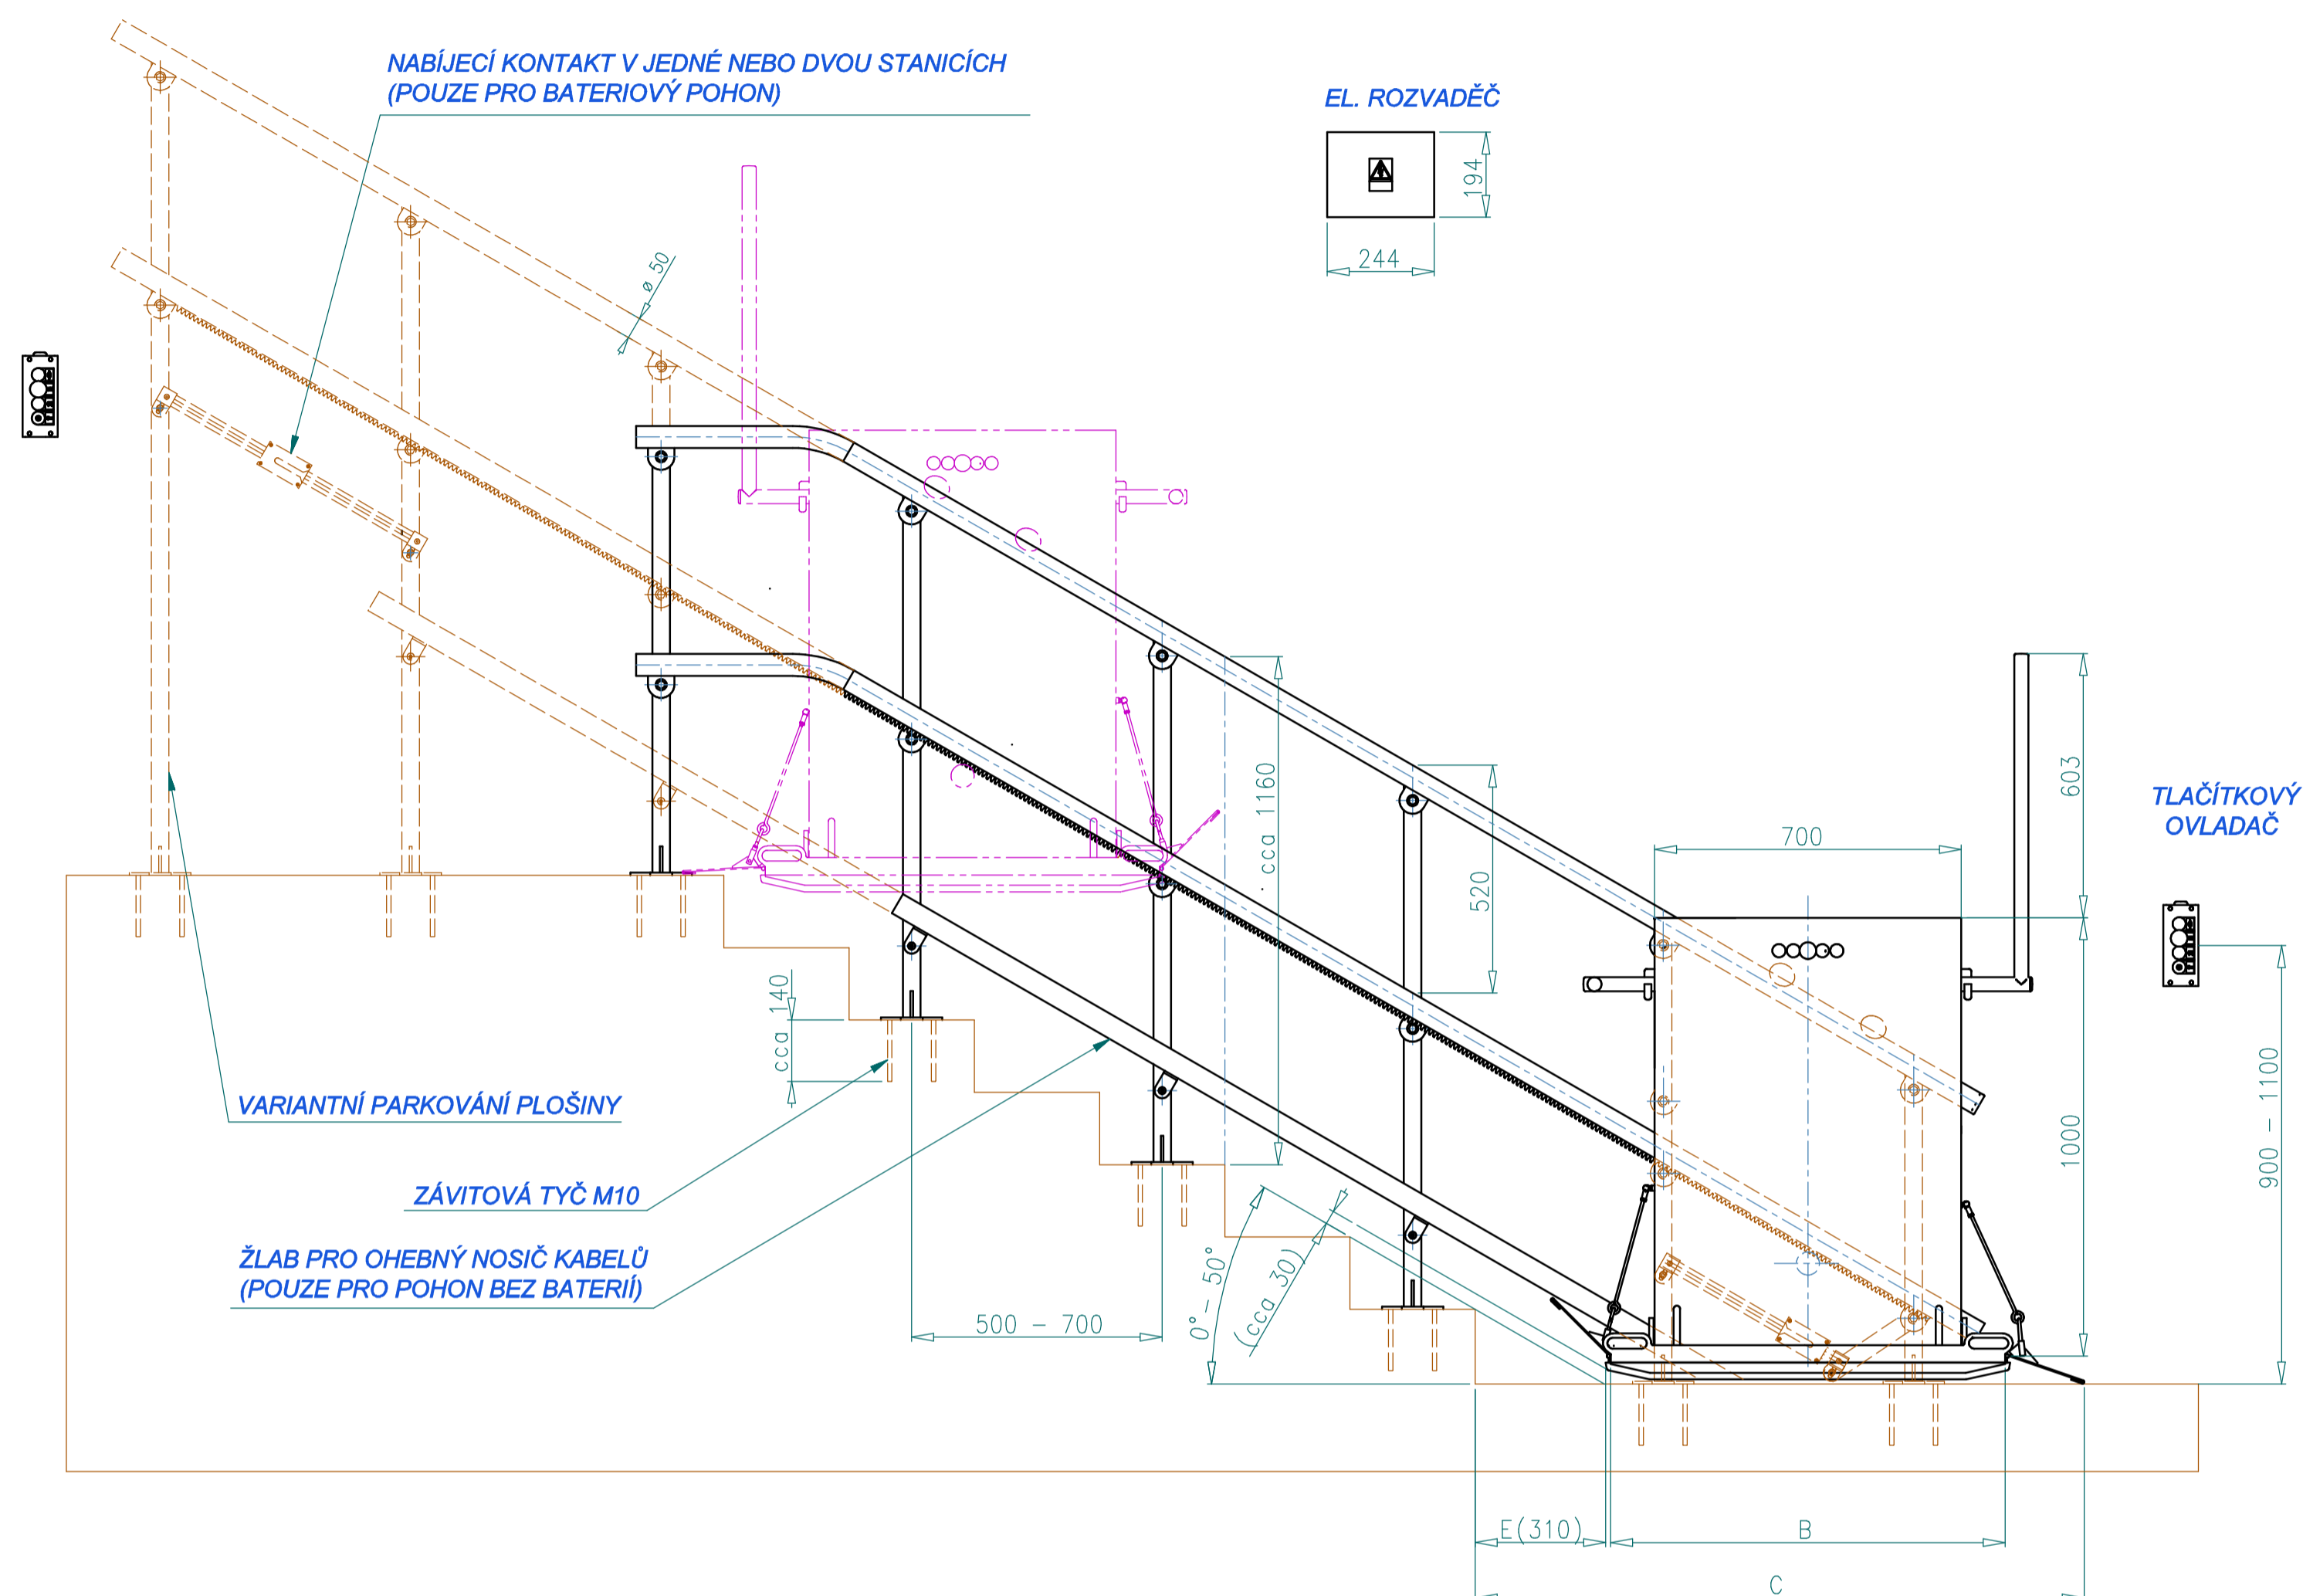 NABÍJECÍ KONTAKT V JEDNÉ NEBO DVOU STANICÍCH
(POUZE PRO BATERIOVÝ POHON)
EL. ROZVADĚČ
194
244
ø 50
cca 1160
520
603
700
TLAČÍTKOVÝ
OVLADAČ
cca 140
1000
900 - 1100
VARIANTNÍ PARKOVÁNÍ PLOŠINY
ZÁVITOVÁ TYČ M10
ŽLAB PRO OHEBNÝ NOSIČ KABELŮ
(POUZE PRO POHON BEZ BATERIÍ)
500 - 700
0° - 50°
(cca 30)
E(310)
B
C